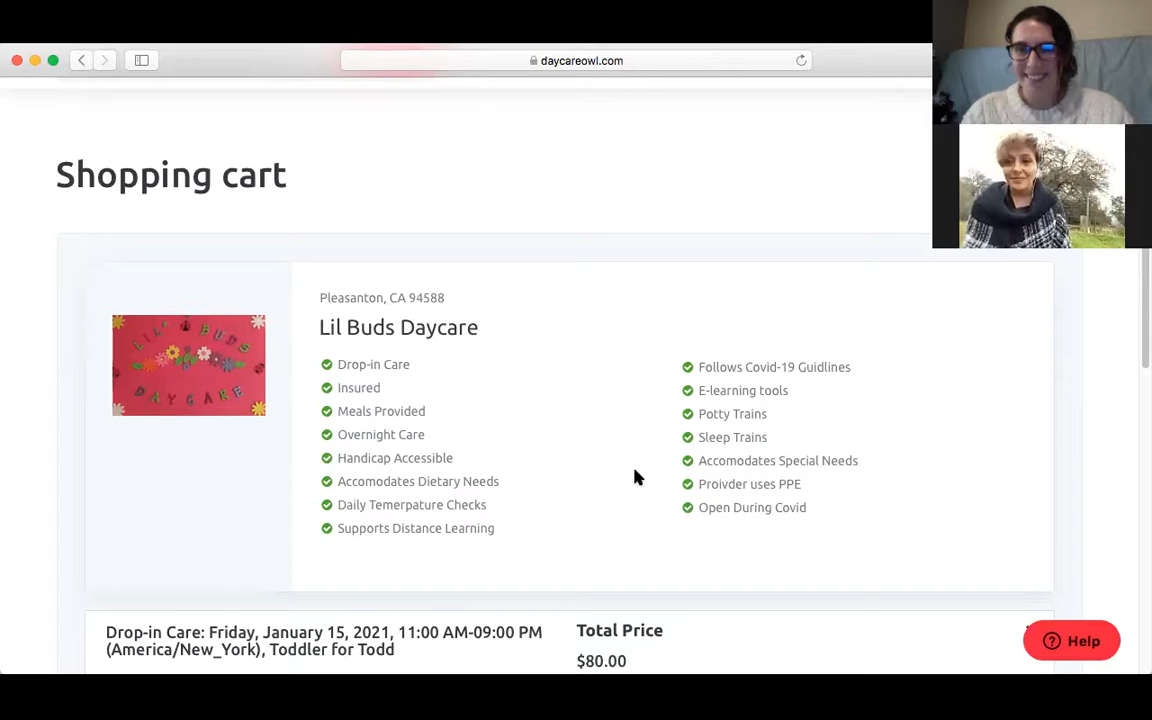 daycareowl.com
Shopping cart
LIL' BUDS
DAYCARE
Pleasanton, CA 94588
Lil Buds Daycare
Drop-in Care
Insured
Meals Provided
Overnight Care
Handicap Accessible
Accomodates Dietary Needs
Daily Temerpature Checks
Supports Distance Learning
Follows Covid-19 Guidlines
E-learning tools
Potty Trains
Sleep Trains
Accomodates Special Needs
Proivder uses PPE
Open During Covid
Drop-in Care: Friday, January 15, 2021, 11:00 AM-09:00 PM
(America/New_York), Toddler for Todd
Total Price
$80.00
Help